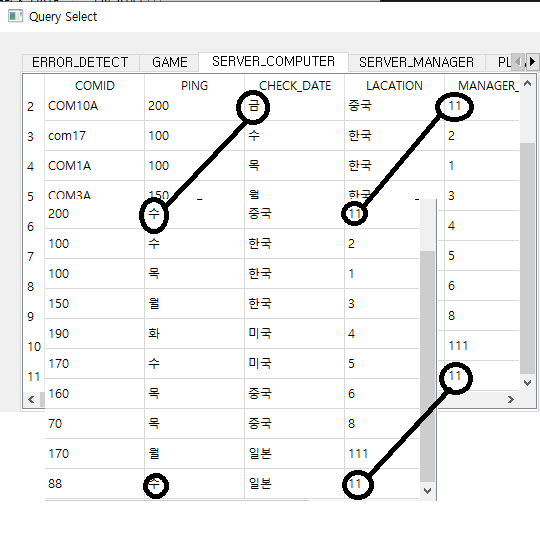 Query Select
ERROR_DETECT GAME SERVER_COMPUTER SERVER_MANAGER
COMID PING CHECK_DATE LACATION MANAGER_
2 COM10A 200 금 중국 11
3 com17 100 수 한국 2
4 COM1A 100 목 한국 1
5 COM3A 150 월 한국 3
200 수 중국 11
6 4
100 수 한국 2
7 5
100 목 한국 1
8 6
150 월 한국 3
9 8
190 화 미국 4
10 111
170 수 미국 5
11 11
160 목 중국 6
70 목 중국 8
170 월 일본 111
88 수 일본 11